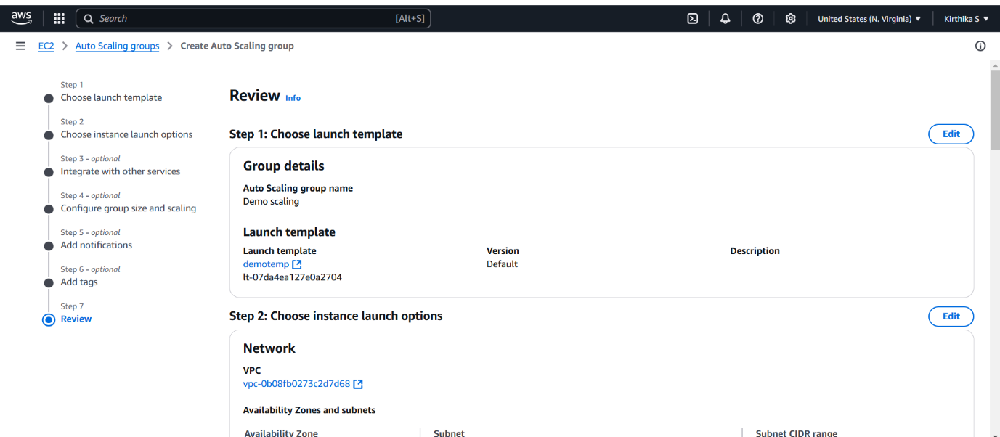 aws
Search [Alt+S]
United States (N. Virginia) Kirthika S
EC2 Auto Scaling groups Create Auto Scaling group
Step 1
Choose launch template
Step 2
Choose instance launch options
Step 3 - optional
Integrate with other services
Step 4 - optional
Configure group size and scaling
Step 5 - optional
Add notifications
Step 6 - optional
Add tags
Step 7
Review
Review Info
Step 1: Choose launch template Edit
Group details
Auto Scaling group name
Demo scaling
Launch template
Launch template Version Description
demotemp Default
lt-07da4ea127e0a2704
Step 2: Choose instance launch options Edit
Network
VPC
vpc-0b08fb0273c2d7d68
Availability Zones and subnets
Availability Zone Subnet Subnet CIDR range